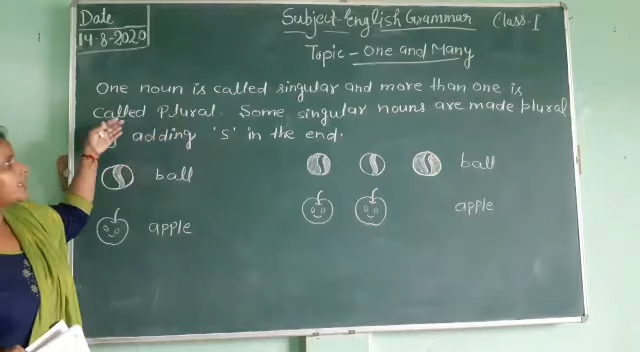 Date
14-8-2020
Subject-English Grammar Class-I
Topic - One and Many
One noun is called singular and more than one is
called Plural. Some singular nouns are made plural
adding 's' in the end.
ball
ball
apple
apple